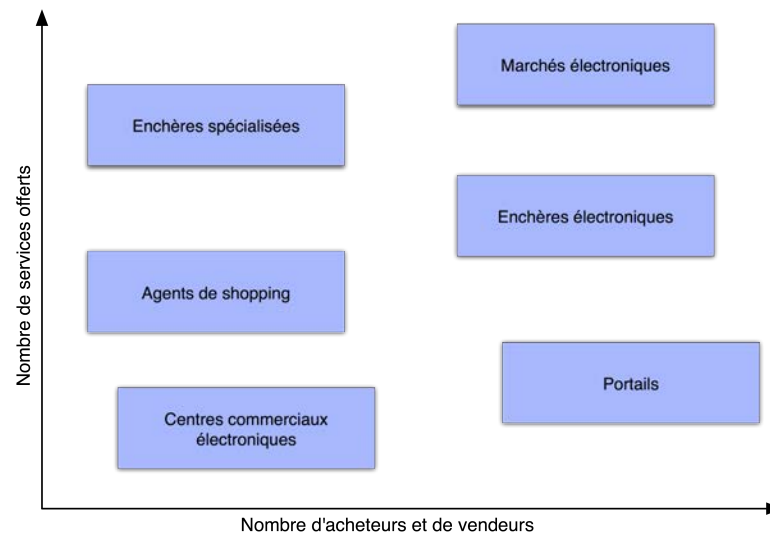 Marchés électroniques
Enchères spécialisées
Enchères électroniques
Agents de shopping
Portails
Centres commerciaux
électroniques
Nombre de services offerts
Nombre d'acheteurs et de vendeurs